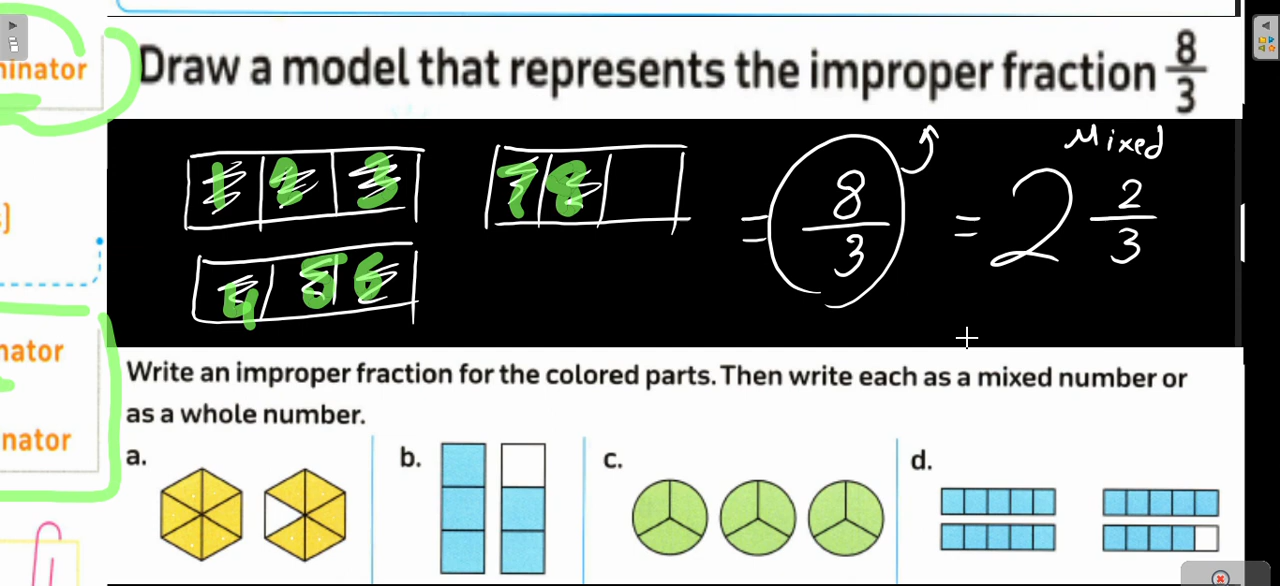 minator
Draw a model that represents the improper fraction 8/3
Mixed
1 2 3 7 8
4 5 6
= 8/3 = 2 2/3
nator
nator
Write an improper fraction for the colored parts. Then write each as a mixed number or
as a whole number.
a. b. c. d.